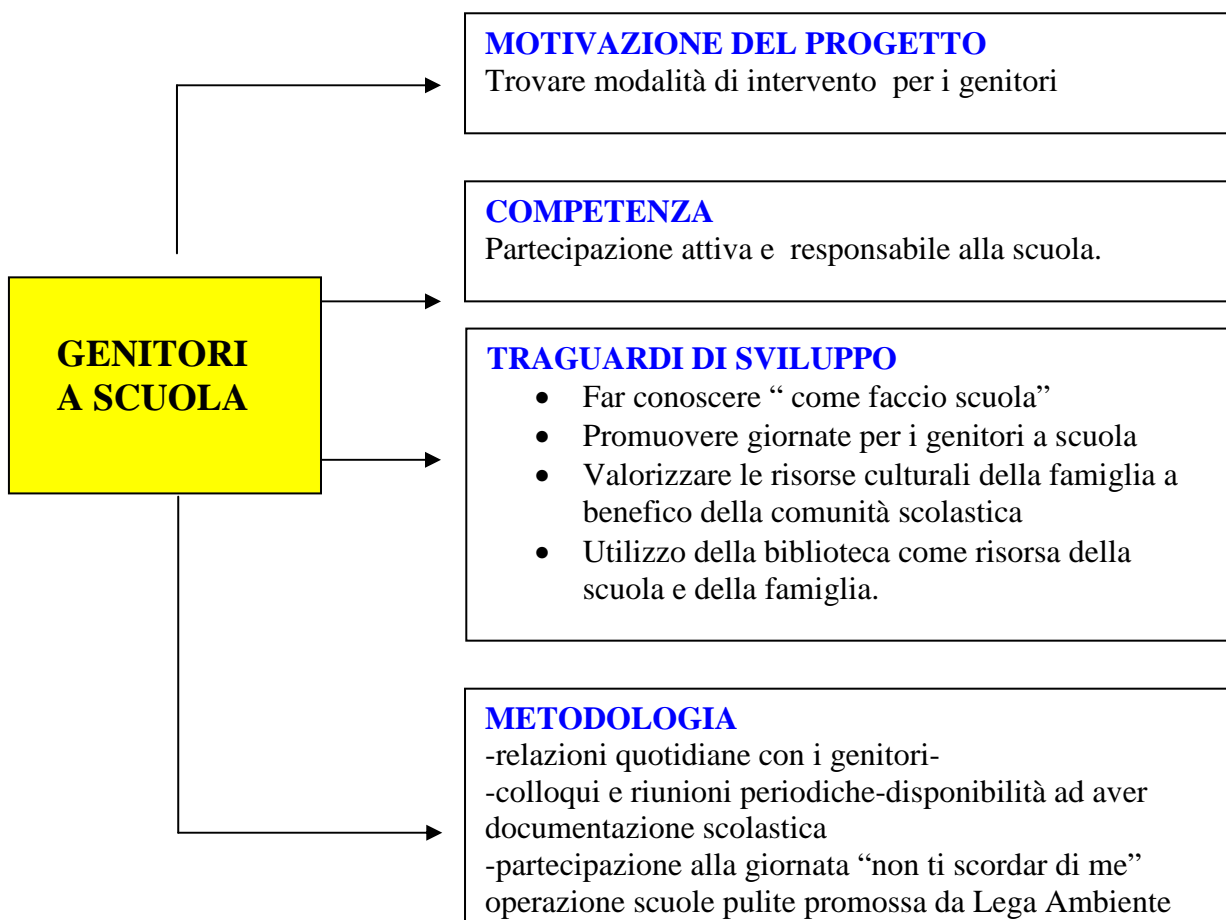 MOTIVAZIONE DEL PROGETTO
Trovare modalità di intervento per i genitori
COMPETENZA
Partecipazione attiva e responsabile alla scuola.
GENITORI
A SCUOLA
TRAGUARDI DI SVILUPPO
• Far conoscere “ come faccio scuola”
• Promuovere giornate per i genitori a scuola
• Valorizzare le risorse culturali della famiglia a
benefico della comunità scolastica
• Utilizzo della biblioteca come risorsa della
scuola e della famiglia.
METODOLOGIA
-relazioni quotidiane con i genitori-
-colloqui e riunioni periodiche-disponibilità ad aver
documentazione scolastica
-partecipazione alla giornata “non ti scordar di me”
operazione scuole pulite promossa da Lega Ambiente